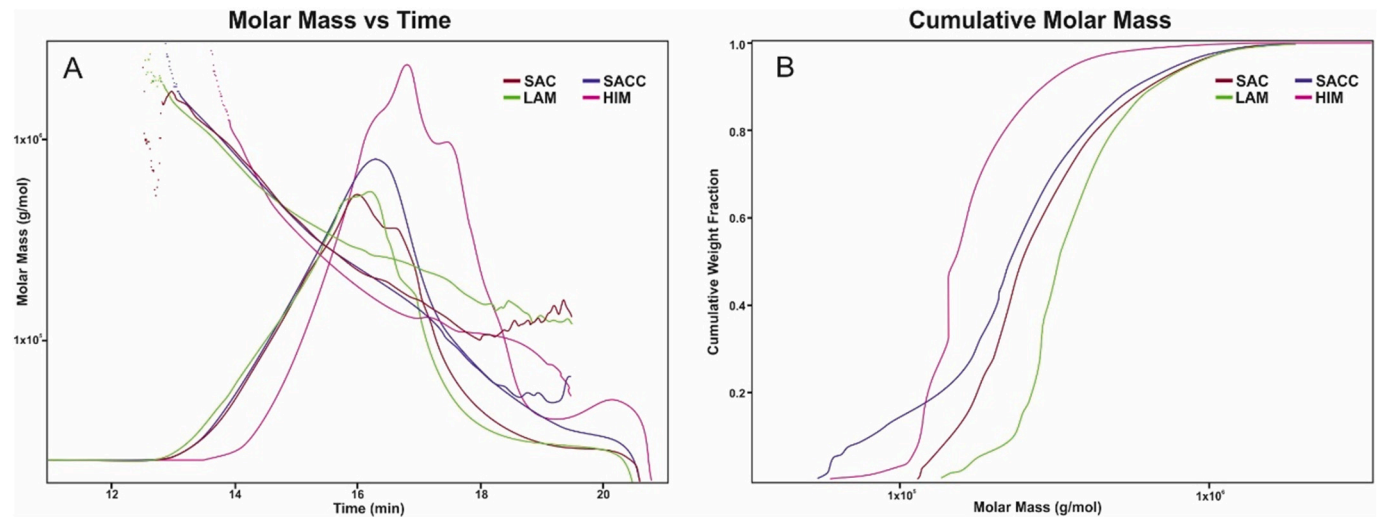 Molar Mass vs Time
A
SAC SACC
LAM HIM
1x10⁶
1x10⁵
Molar Mass (g/mol)
12 14 16 18 20
Time (min)
Cumulative Molar Mass
B
SAC SACC
LAM HIM
1.0
0.8
0.6
0.4
0.2
Cumulative Weight Fraction
1x10⁵ 1x10⁶
Molar Mass (g/mol)